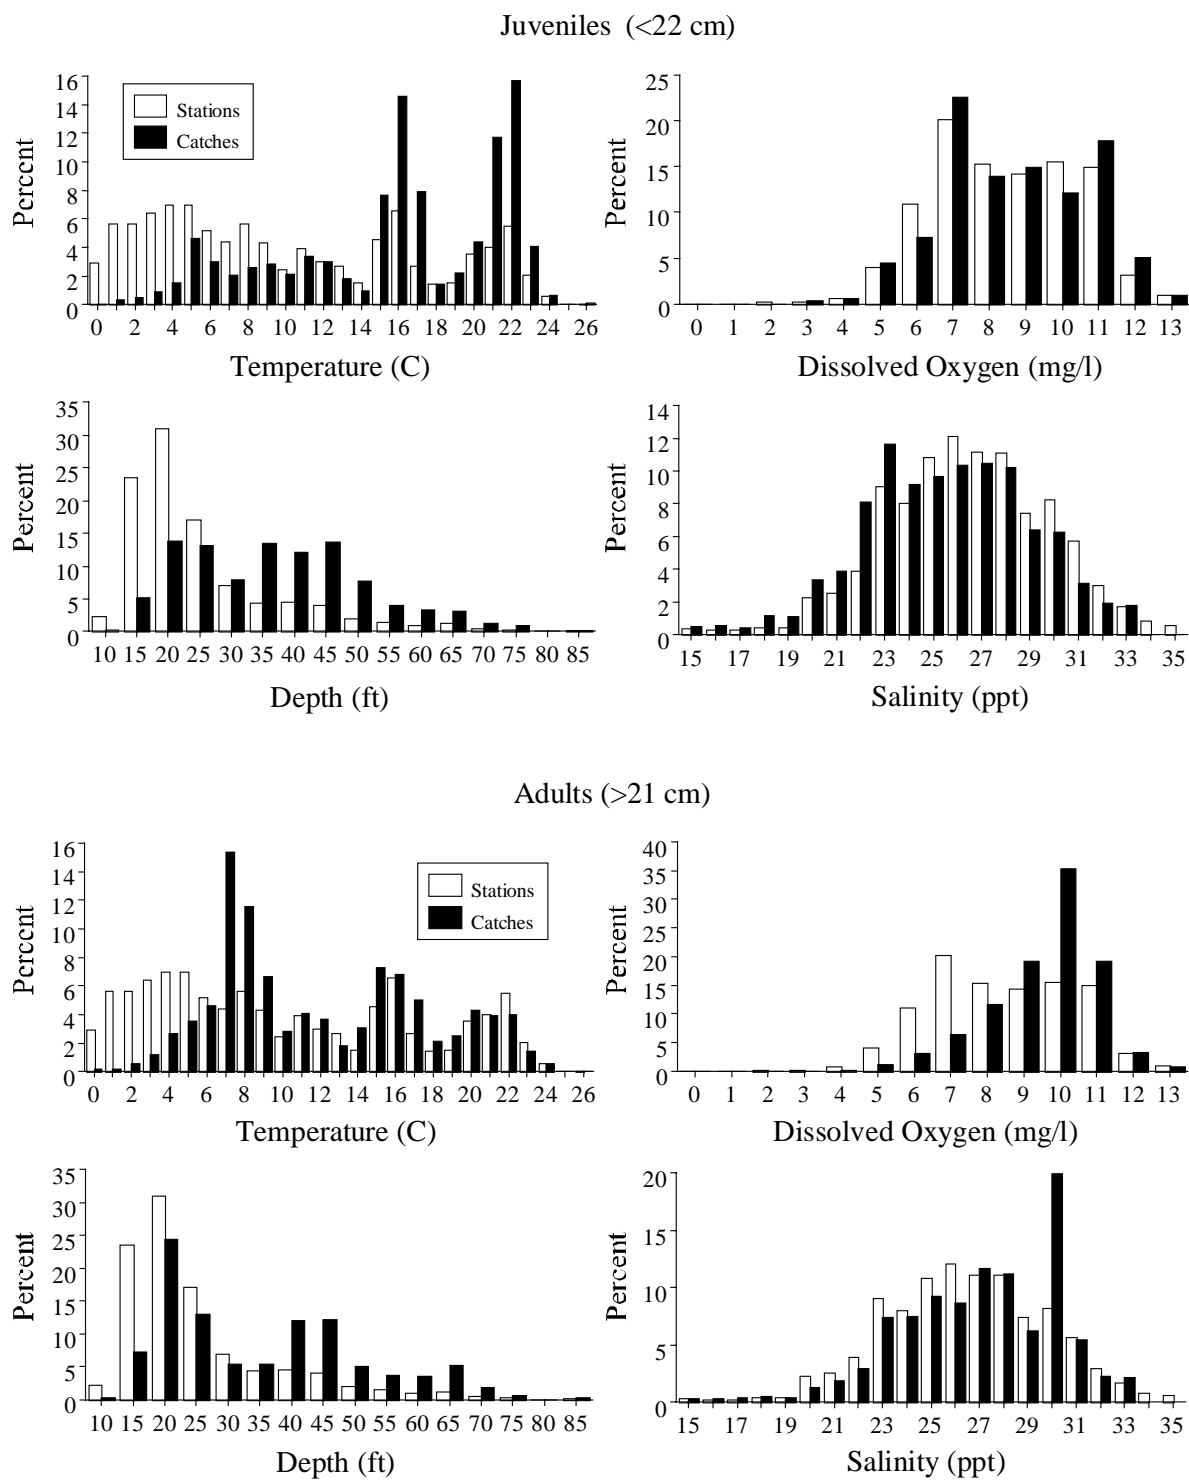 Juveniles (<22 cm)
16
14
12
10
8
6
4
2
0
Percent
Stations
Catches
0 2 4 6 8 10 12 14 16 18 20 22 24 26
Temperature (C)
25
20
15
10
5
0
Percent
0 1 2 3 4 5 6 7 8 9 10 11 12 13
Dissolved Oxygen (mg/l)
35
30
25
20
15
10
5
0
Percent
10 15 20 25 30 35 40 45 50 55 60 65 70 75 80 85
Depth (ft)
14
12
10
8
6
4
2
0
Percent
15 17 19 21 23 25 27 29 31 33 35
Salinity (ppt)
Adults (>21 cm)
16
14
12
10
8
6
4
2
0
Percent
Stations
Catches
0 2 4 6 8 10 12 14 16 18 20 22 24 26
Temperature (C)
40
35
30
25
20
15
10
5
0
Percent
0 1 2 3 4 5 6 7 8 9 10 11 12 13
Dissolved Oxygen (mg/l)
35
30
25
20
15
10
5
0
Percent
10 15 20 25 30 35 40 45 50 55 60 65 70 75 80 85
Depth (ft)
20
15
10
5
0
Percent
15 17 19 21 23 25 27 29 31 33 35
Salinity (ppt)